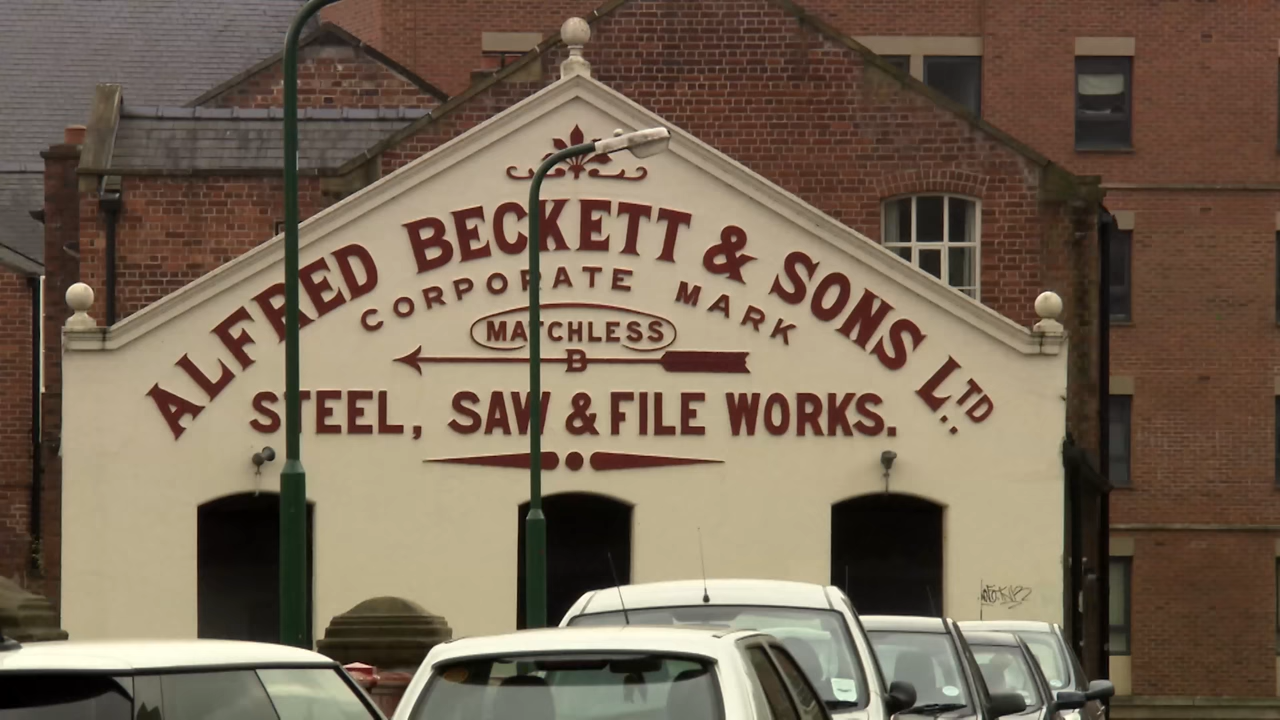 ALFRED BECKETT & SONS LTD.
CORPORATE MARK
MATCHLESS
B
STEEL, SAW & FILE WORKS.